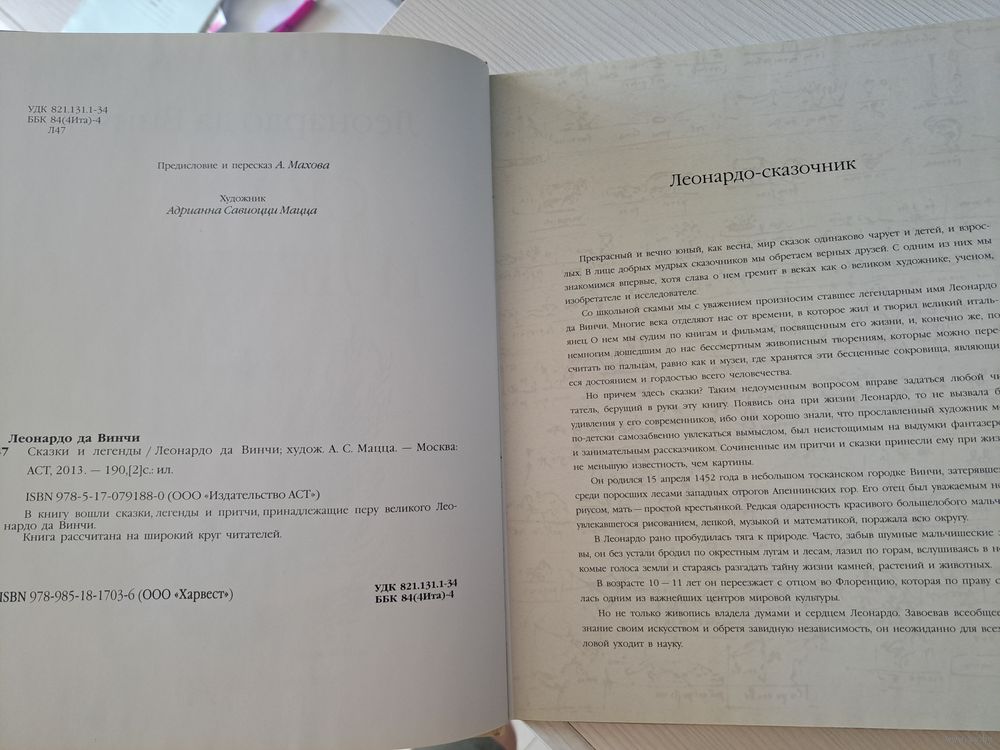 УДК 821.131.1-34
ББК 84(4Ита)-4
Л47
Предисловие и пересказ А. Махова
Художник
Адрианна Савиоцци Мацца
Леонардо да Винчи
Сказки и легенды / Леонардо да Винчи; худож. А. С. Мацца. — Москва:
АСТ, 2013. — 190,[2]с.: ил.
ISBN 978-5-17-079188-0 (ООО «Издательство АСТ»)
В книгу вошли сказки, легенды и притчи, принадлежащие перу великого Лео-
нардо да Винчи.
Книга рассчитана на широкий круг читателей.
УДК 821.131.1-34
ББК 84(4Ита)-4
ISBN 978-985-18-1703-6 (ООО «Харвест»)
Леонардо-сказочник
Прекрасный и вечно юный, как весна, мир сказок одинаково чарует и детей, и взрос-
лых. В лице добрых мудрых сказочников мы обретаем верных друзей. С одним из них мы
знакомимся впервые, хотя слава о нем гремит в веках как о великом художнике, ученом,
изобретателе и исследователе.
Со школьной скамьи мы с уважением произносим ставшее легендарным имя Леонардо
да Винчи. Многие века отделяют нас от времени, в которое жил и творил великий италь-
янец. О нем мы судим по книгам и фильмам, посвященным его жизни, и, конечно же, по
немногим дошедшим до нас бессмертным живописным творениям, которые можно пере-
считать по пальцам, равно как и музеи, где хранятся эти бесценные сокровища, являющи
еся достоянием и гордостью всего человечества.
Но причем здесь сказки? Таким недоуменным вопросом вправе задаться любой чи
татель, берущий в руки эту книгу. Появись она при жизни Леонардо, то не вызвала б
удивления у его современников, ибо они хорошо знали, что прославленный художник м
по-детски самозабвенно увлекаться вымыслом, был неистощимым на выдумки фантазеро
и занимательным рассказчиком. Сочиненные им притчи и сказки принесли ему при жизн
не меньшую известность, чем картины.
Он родился 15 апреля 1452 года в небольшом тосканском городке Винчи, затерявше
среди поросших лесами западных отрогов Апеннинских гор. Его отец был уважаемым но
риусом, мать — простой крестьянкой. Редкая одаренность красивого большелобого мальч
увлекавшегося рисованием, лепкой, музыкой и математикой, поражала всю округу.
В Леонардо рано пробудилась тяга к природе. Часто, забыв шумные мальчишеские з
вы, он без устали бродил по окрестным лугам и лесам, лазил по горам, вслушиваясь в не
комые голоса земли и стараясь разгадать тайну жизни камней, растений и животных.
В возрасте 10 — 11 лет он переезжает с отцом во Флоренцию, которая по праву с
лась одним из важнейших центров мировой культуры.
Но не только живопись владела думами и сердцем Леонардо. Завоевав всеобщее
знание своим искусством и обретя завидную независимость, он неожиданно для всех
ловой уходит в науку.